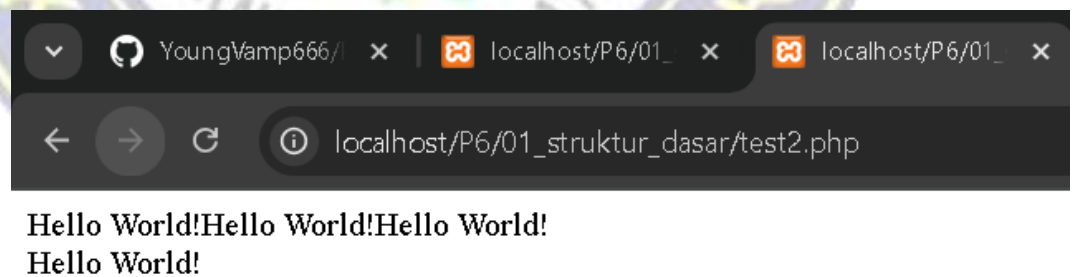 YoungVamp666/ localhost/P6/01_ localhost/P6/01_
localhost/P6/01_struktur_dasar/test2.php
Hello World!Hello World!Hello World!
Hello World!